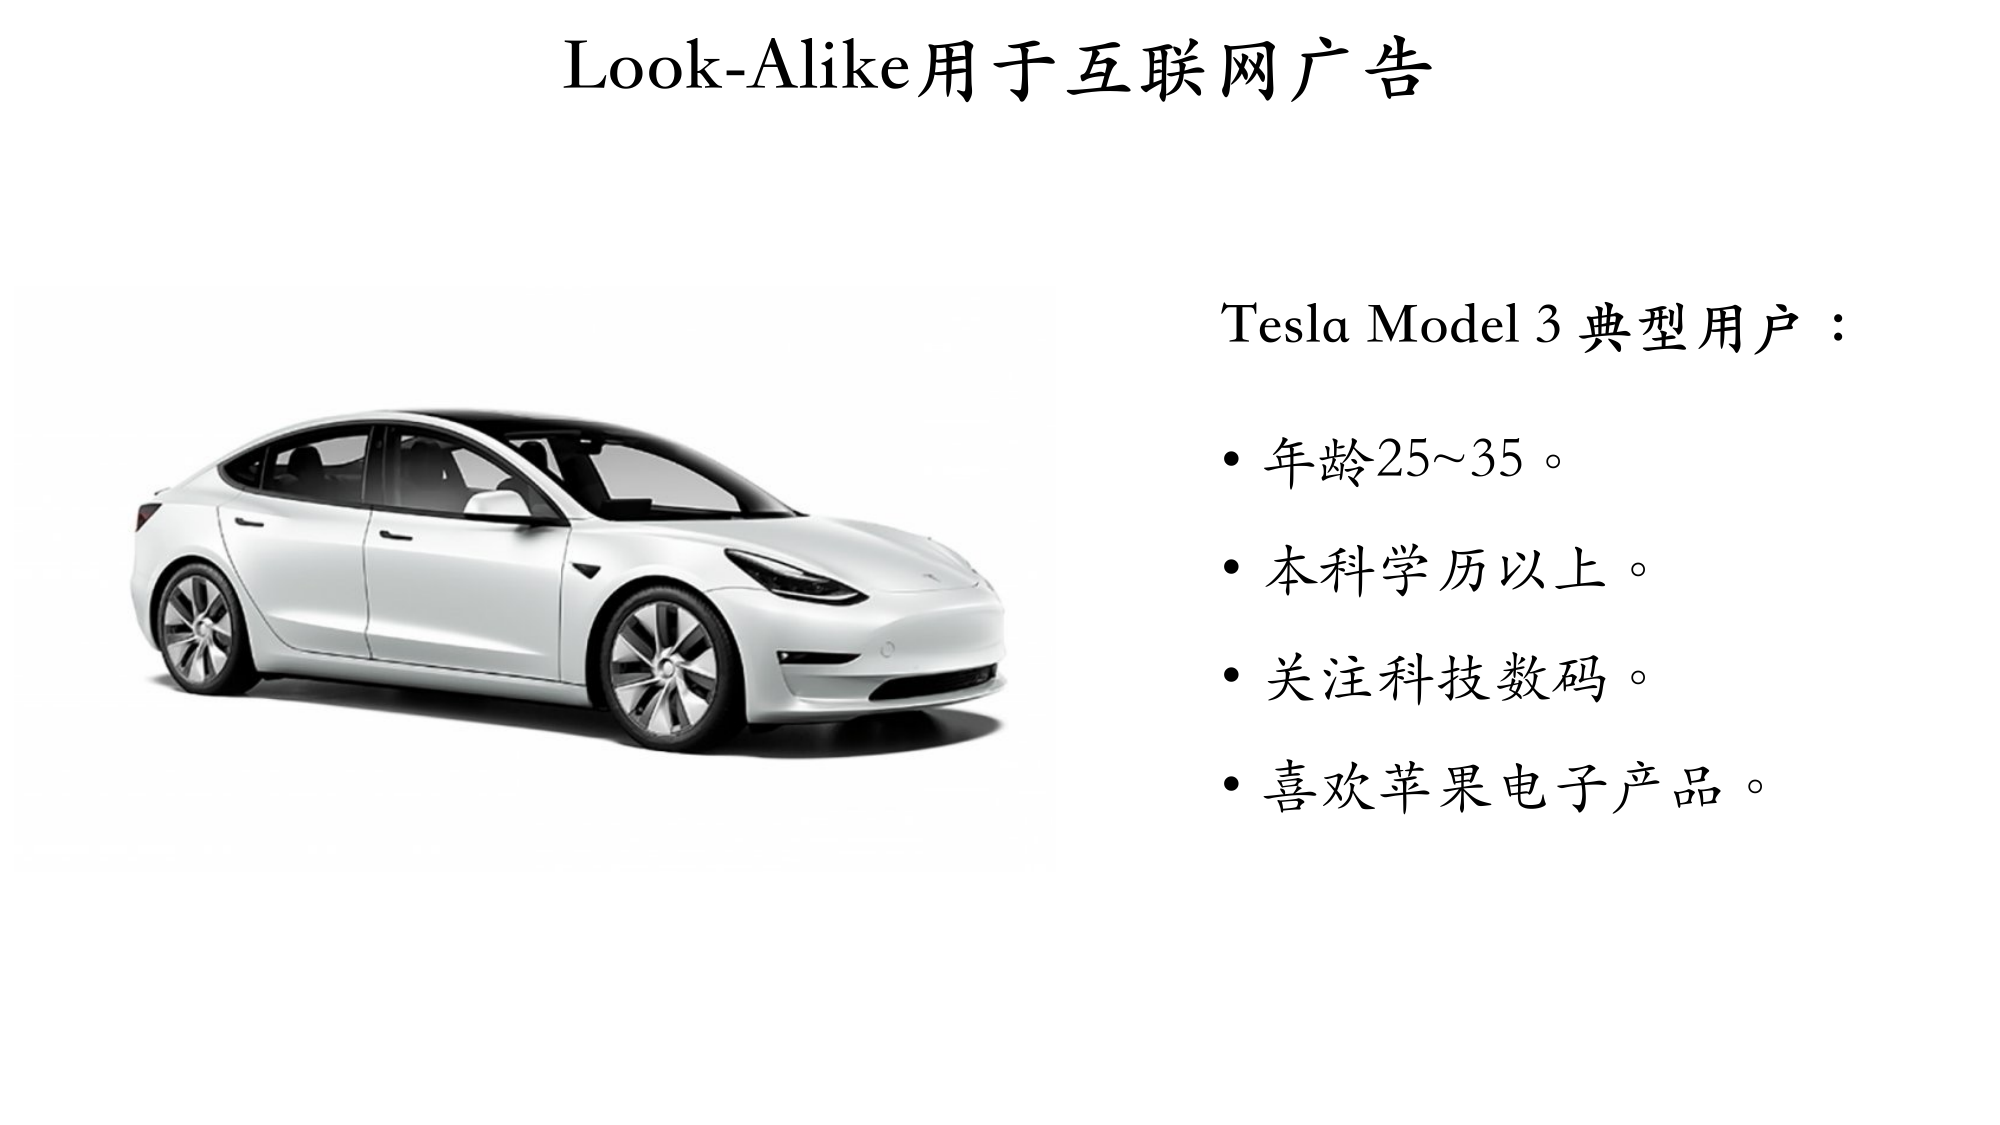 Look-Alike用于互联网广告
Tesla Model 3 典型用户：
• 年龄25~35。
• 本科学历以上。
• 关注科技数码。
• 喜欢苹果电子产品。